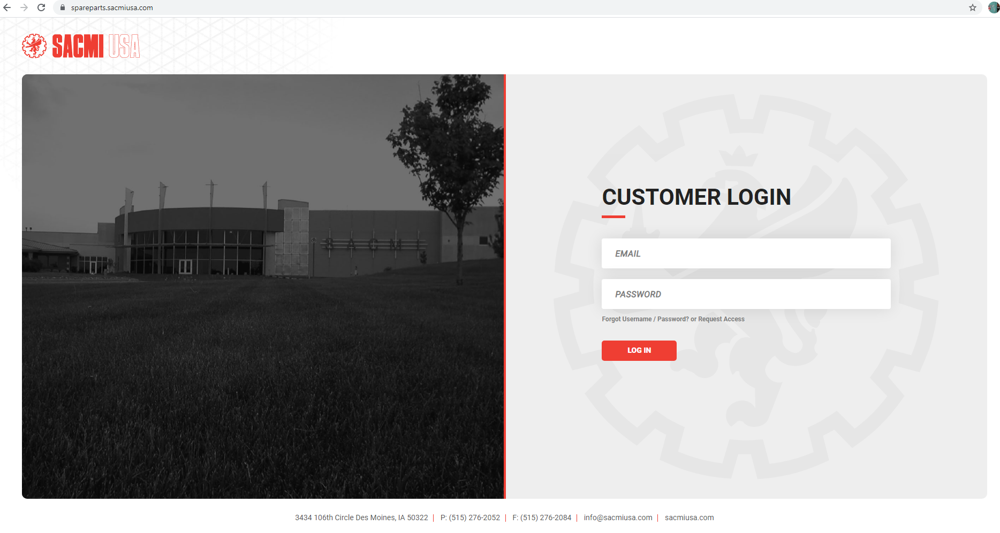 spareparts.sacmiusa.com
SACMI USA
SACMI
CUSTOMER LOGIN
EMAIL
PASSWORD
Forgot Username / Password? or Request Access
LOG IN
3434 106th Circle Des Moines, IA 50322 | P: (515) 276-2052 | F: (515) 276-2084 | info@sacmiusa.com | sacmiusa.com